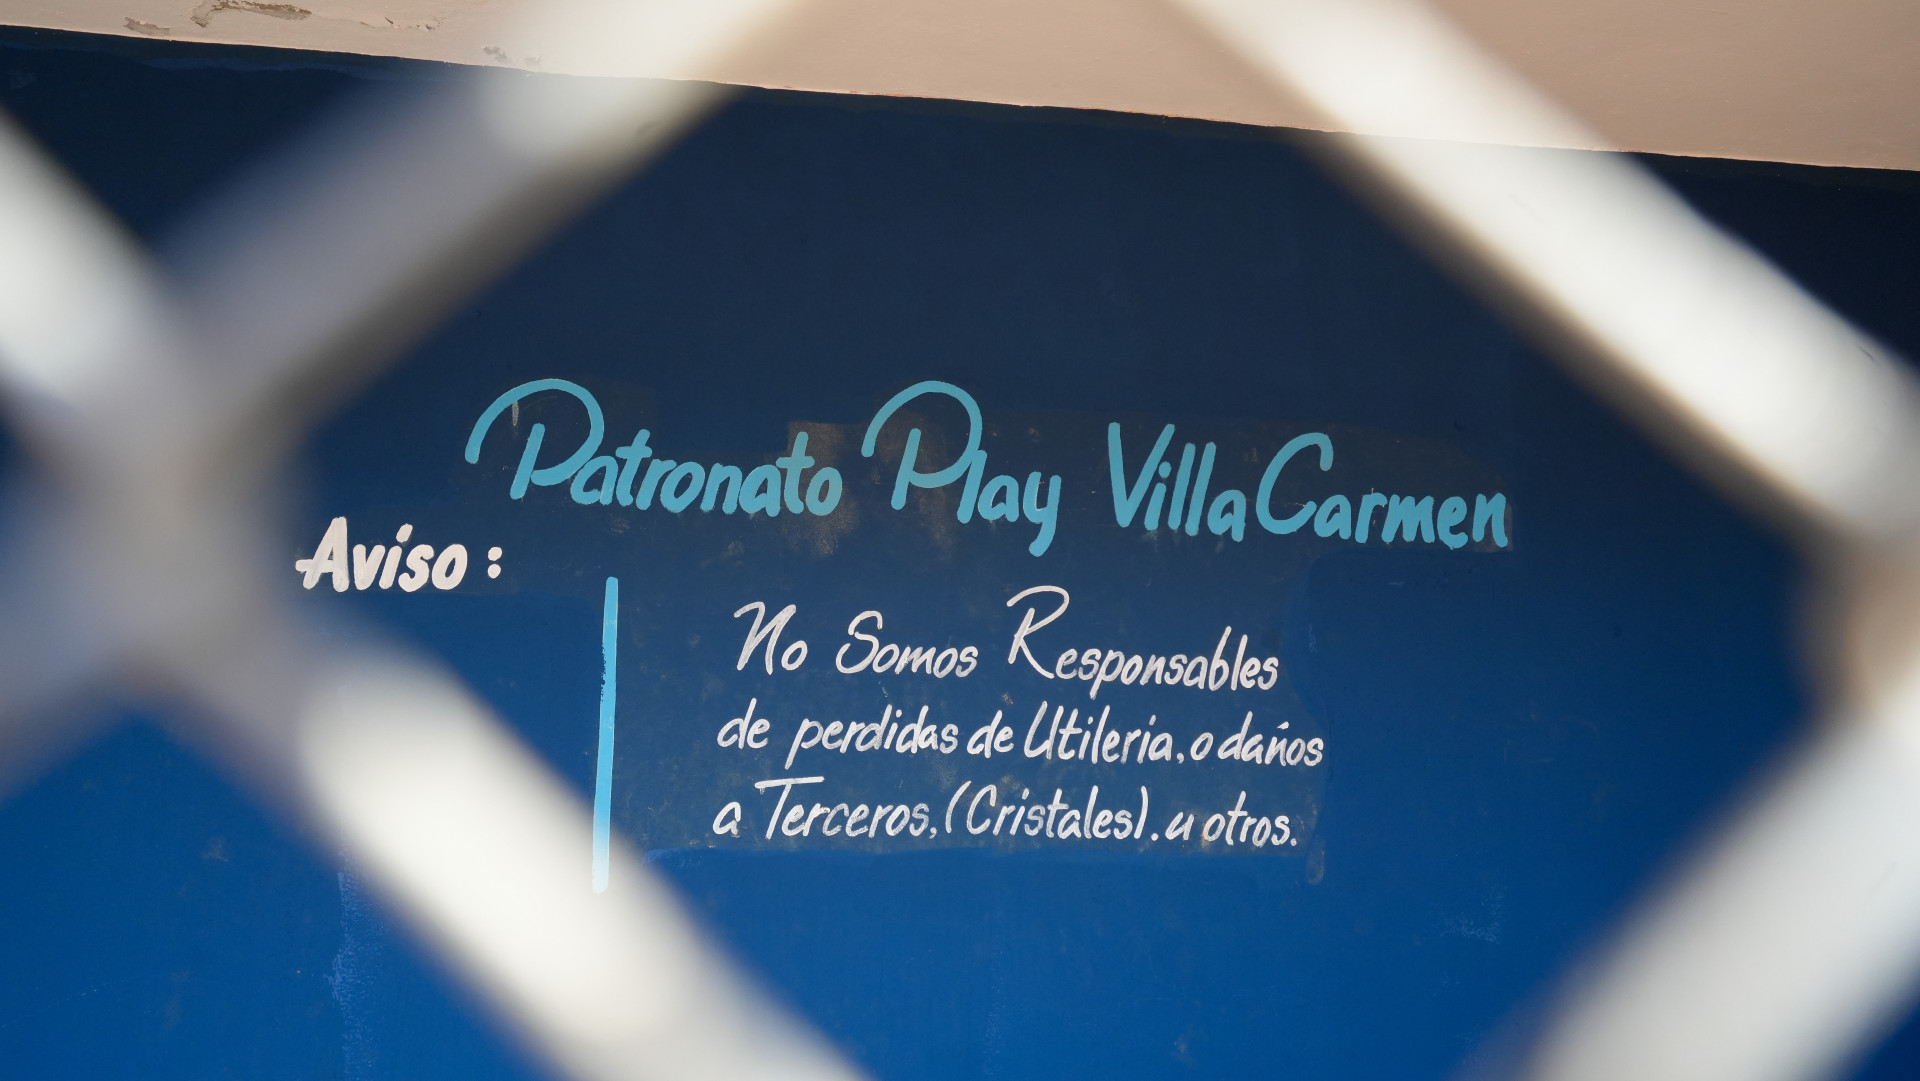 Patronato Play Villa Carmen
Aviso :
No Somos Responsables
de perdidas de Utileria. o daños
a Terceros, (Cristales). u otros.